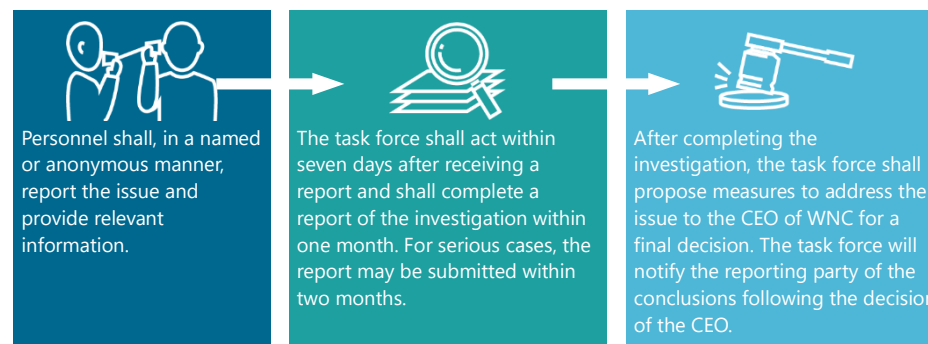 Personnel shall, in a named
or anonymous manner,
report the issue and
provide relevant
information.
The task force shall act within
seven days after receiving a
report and shall complete a
report of the investigation within
one month. For serious cases, the
report may be submitted within
two months.
After completing the
investigation, the task force shall
propose measures to address the
issue to the CEO of WNC for a
final decision. The task force will
notify the reporting party of the
conclusions following the decision
of the CEO.